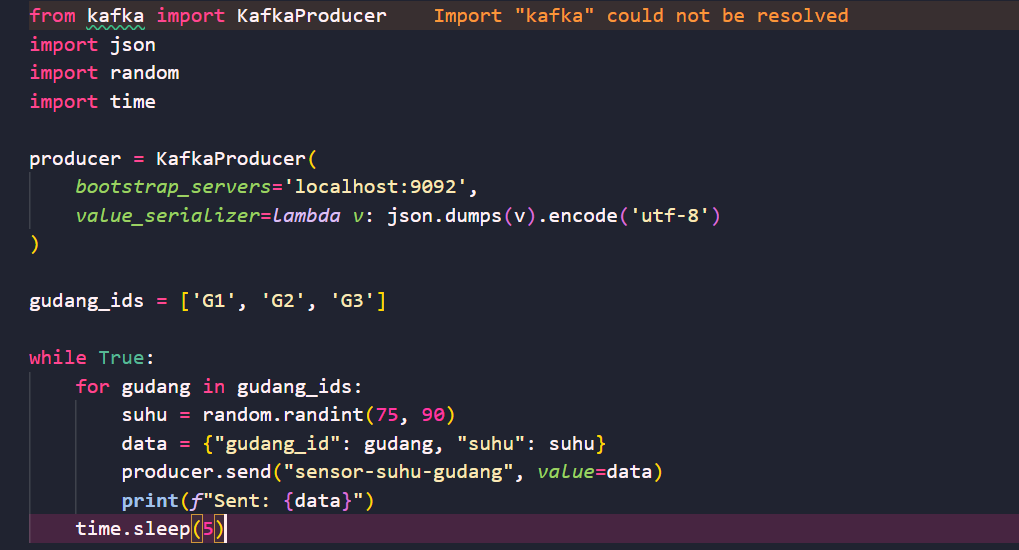 from kafka import KafkaProducer    Import "kafka" could not be resolved
import json
import random
import time

producer = KafkaProducer(
    bootstrap_servers='localhost:9092',
    value_serializer=lambda v: json.dumps(v).encode('utf-8')
)

gudang_ids = ['G1', 'G2', 'G3']

while True:
    for gudang in gudang_ids:
        suhu = random.randint(75, 90)
        data = {"gudang_id": gudang, "suhu": suhu}
        producer.send("sensor-suhu-gudang", value=data)
        print(f"Sent: {data}")
    time.sleep(5)